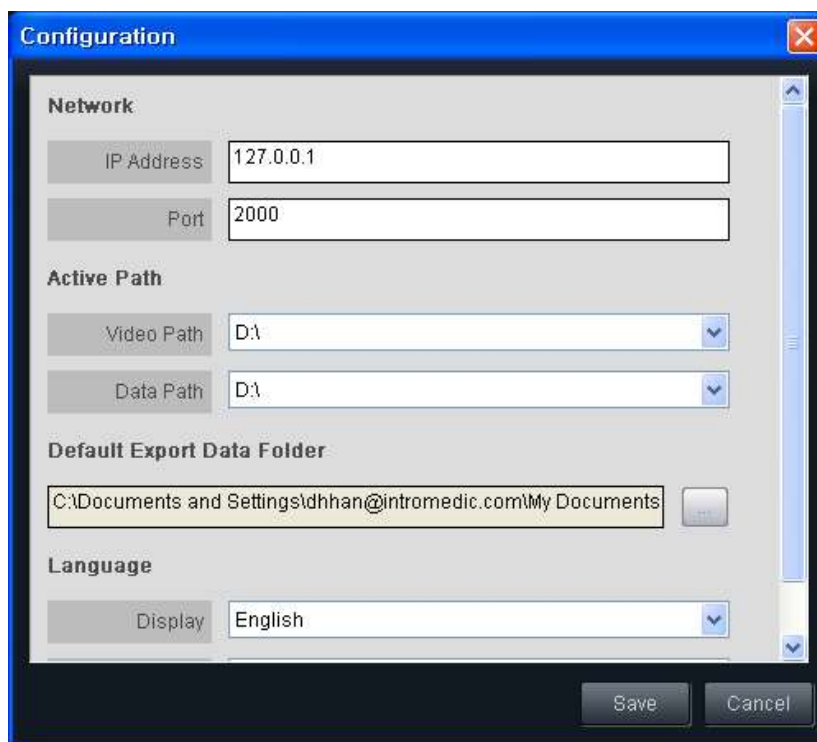 Configuration
Network
IP Address 127.0.0.1
Port 2000
Active Path
Video Path D:\
Data Path D:\
Default Export Data Folder
C:\Documents and Settings\dhhan@intromedic.com\My Documents
...
Language
Display English
Save Cancel